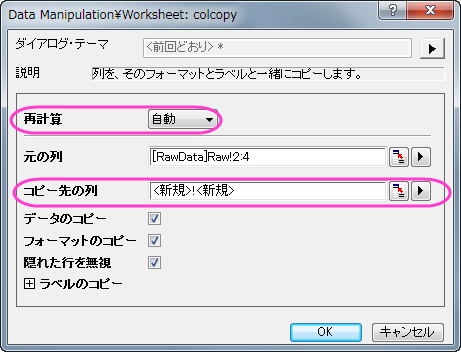 Data Manipulation¥Worksheet: colcopy
ダイアログ・テーマ <前回どおり> *
説明 列を、そのフォーマットとラベルと一緒にコピーします。
再計算 自動
元の列 [RawData]Raw!2:4
コピー先の列 <新規>!<新規>
データのコピー
フォーマットのコピー
隠れた行を無視
ラベルのコピー
OK キャンセル